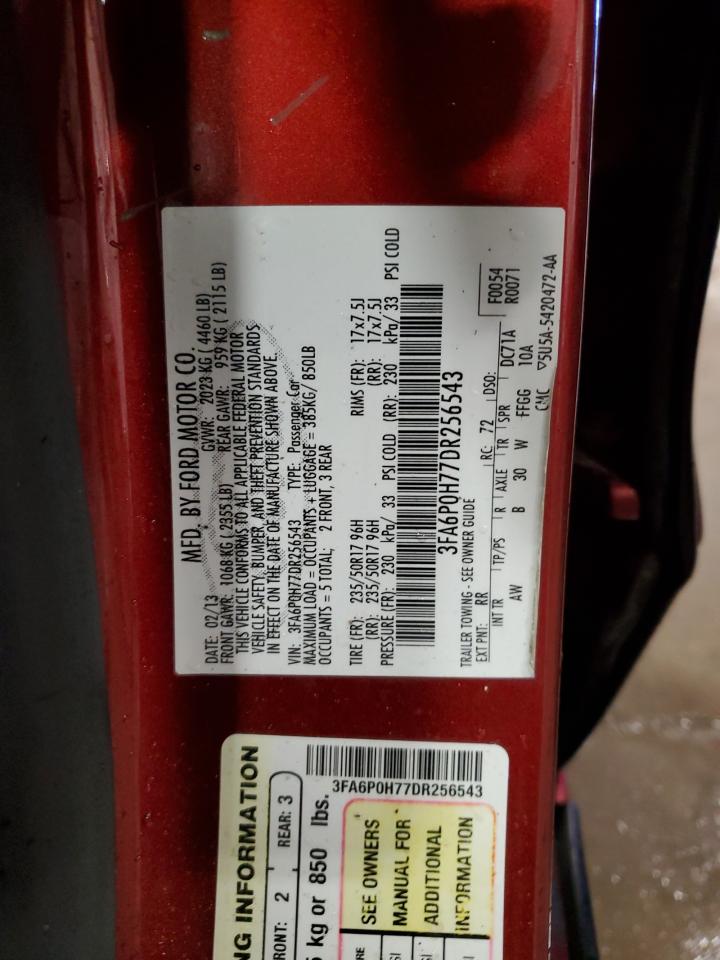 MFD. BY FORD MOTOR CO.
DATE: 02/13 GVWR: 2023 KG ( 4460 LB)
FRONT GAWR: 1068 KG ( 2355 LB) REAR GAWR: 959 KG ( 2115 LB)
THIS VEHICLE CONFORMS TO ALL APPLICABLE FEDERAL MOTOR
VEHICLE SAFETY, BUMPER, AND THEFT PREVENTION STANDARDS
IN EFFECT ON THE DATE OF MANUFACTURE SHOWN ABOVE.
VIN: 3FA6P0H77DR256543 TYPE: Passenger Car
MAXIMUM LOAD = OCCUPANTS + LUGGAGE = 385KG/ 850LB
OCCUPANTS = 5 TOTAL; 2 FRONT, 3 REAR
TIRE (FR): 235/50R17 96H RIMS (FR): 17x7.5J
(RR): 235/50R17 96H (RR): 17x7.5J
PRESSURE (FR): 230 kPa/ 33 PSI COLD (RR): 230 kPa/ 33 PSI COLD
3FA6P0H77DR256543
TRAILER TOWING - SEE OWNER GUIDE
F0054
R0071
EXT PNT: RR RC: 72 DSO:
INT TR TP/PS R AXLE TR SPR DC71A
AW B 30 W FFGG 10A
CMC ▽5U5A-5420472-AA
NG INFORMATION
RONT: 2 REAR: 3
kg or 850 lbs.
3FA6P0H77DR256543
SEE OWNERS
MANUAL FOR
ADDITIONAL
INFORMATION